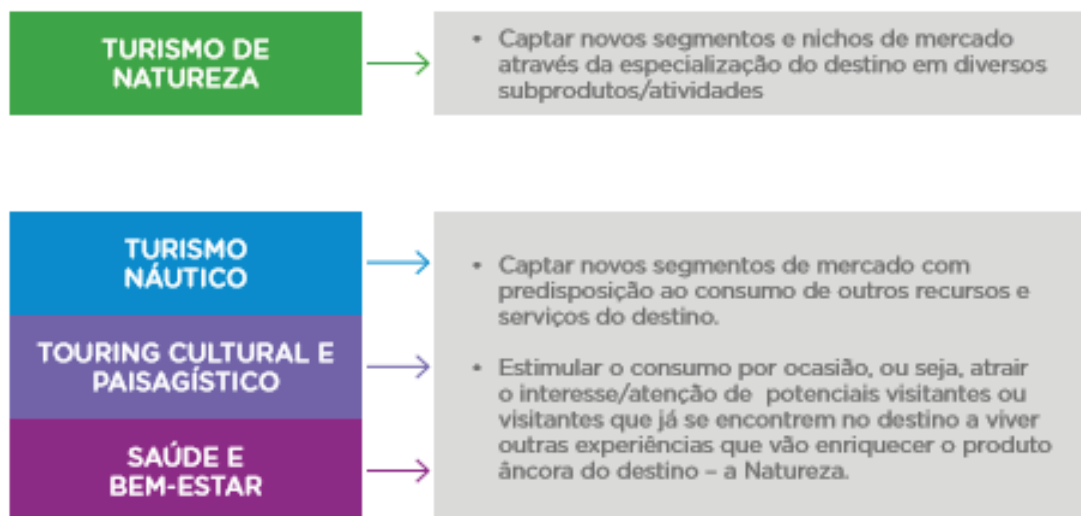 TURISMO DE
NATUREZA
• Captar novos segmentos e nichos de mercado
através da especialização do destino em diversos
subprodutos/atividades
TURISMO
NÁUTICO
TOURING CULTURAL E
PAISAGÍSTICO
SAÚDE E
BEM-ESTAR
• Captar novos segmentos de mercado com
predisposição ao consumo de outros recursos e
serviços do destino.
• Estimular o consumo por ocasião, ou seja, atrair
o interesse/atenção de potenciais visitantes ou
visitantes que já se encontrem no destino a viver
outras experiências que vão enriquecer o produto
âncora do destino – a Natureza.